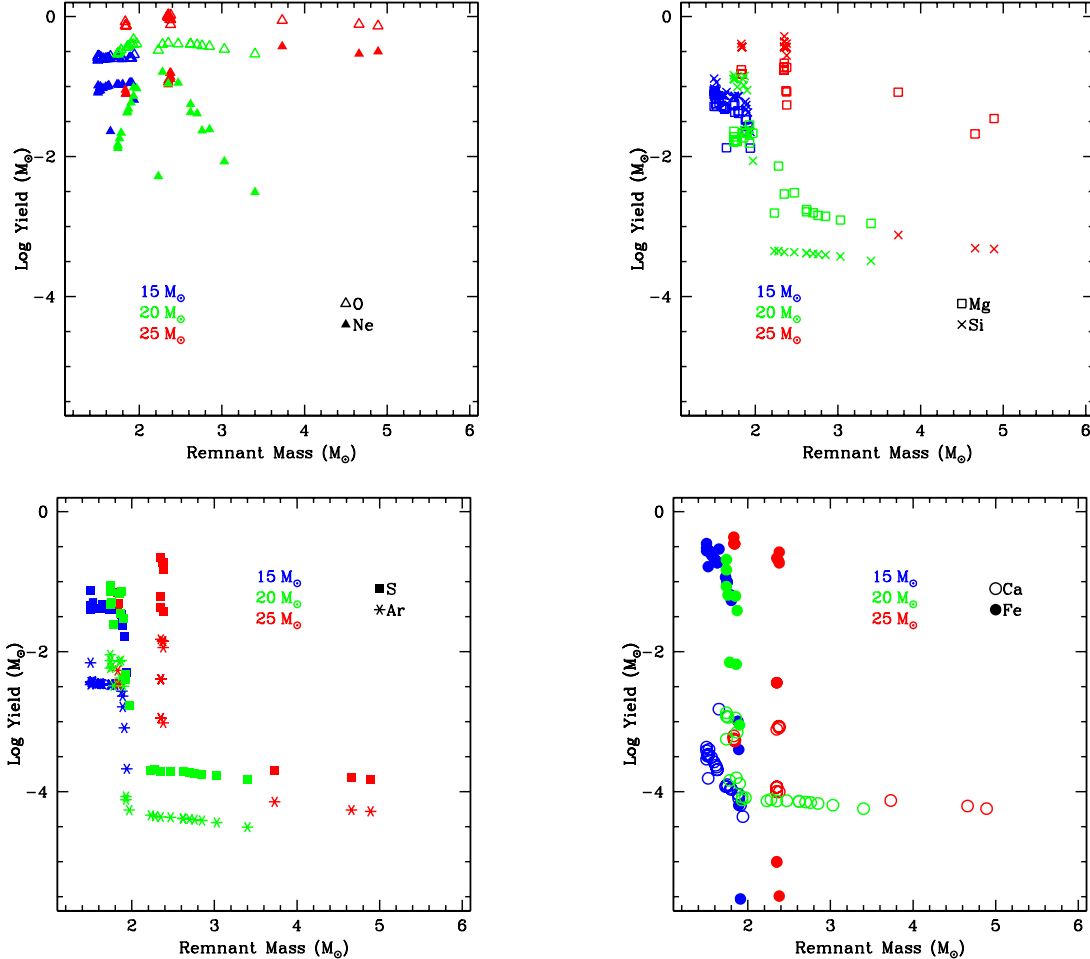 0
−2
−4
2
3
4
5
6
Log Yield (M⊙)
Remnant Mass (M⊙)
15 M⊙
20 M⊙
25 M⊙
O
Ne
0
−2
−4
2
3
4
5
6
Log Yield (M⊙)
Remnant Mass (M⊙)
15 M⊙
20 M⊙
25 M⊙
Mg
Si
0
−2
−4
2
3
4
5
6
Log Yield (M⊙)
Remnant Mass (M⊙)
15 M⊙
20 M⊙
25 M⊙
S
Ar
0
−2
−4
2
3
4
5
6
Log Yield (M⊙)
Remnant Mass (M⊙)
15 M⊙
20 M⊙
25 M⊙
Ca
Fe